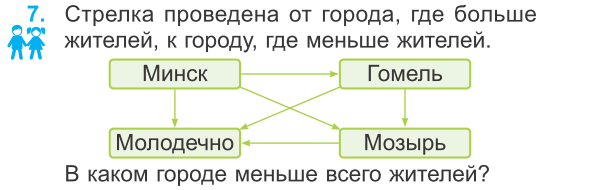 7. Стрелка проведена от города, где больше
жителей, к городу, где меньше жителей.
Минск Гомель
Молодечно Мозырь
В каком городе меньше всего жителей?